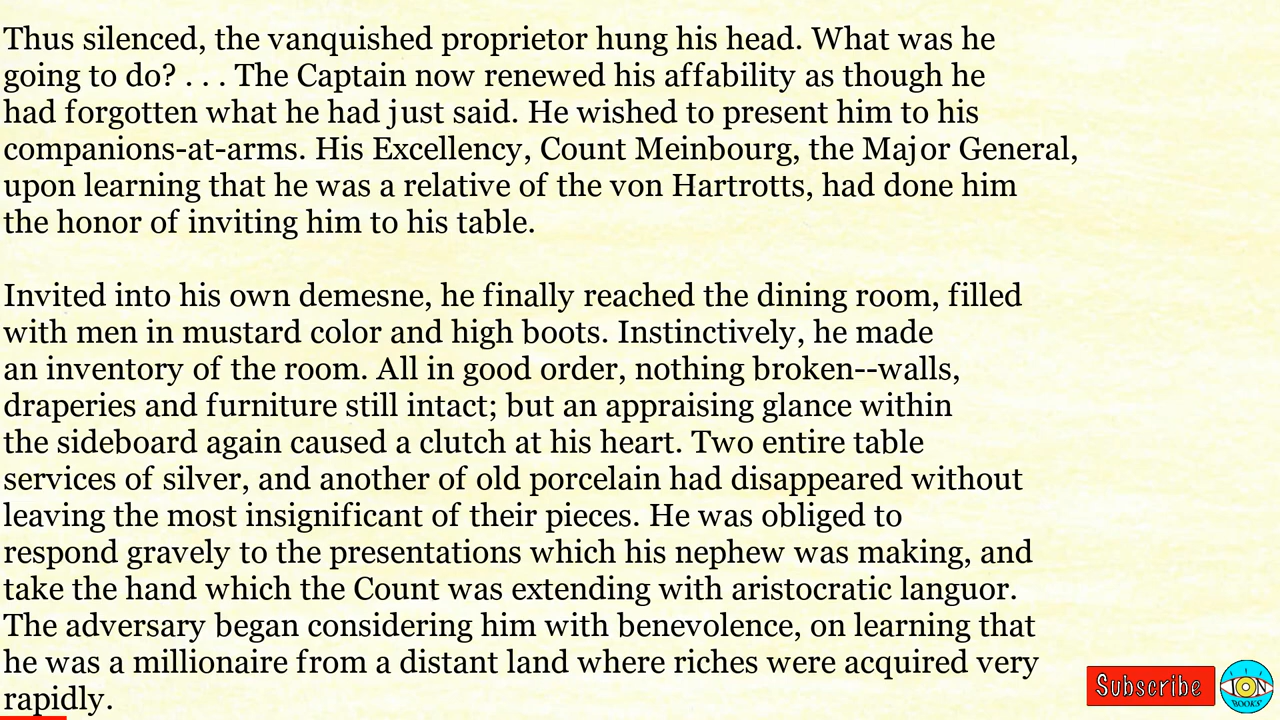 Thus silenced, the vanquished proprietor hung his head. What was he
going to do? . . . The Captain now renewed his affability as though he
had forgotten what he had just said. He wished to present him to his
companions-at-arms. His Excellency, Count Meinbourg, the Major General,
upon learning that he was a relative of the von Hartrotts, had done him
the honor of inviting him to his table.
Invited into his own demesne, he finally reached the dining room, filled
with men in mustard color and high boots. Instinctively, he made
an inventory of the room. All in good order, nothing broken--walls,
draperies and furniture still intact; but an appraising glance within
the sideboard again caused a clutch at his heart. Two entire table
services of silver, and another of old porcelain had disappeared without
leaving the most insignificant of their pieces. He was obliged to
respond gravely to the presentations which his nephew was making, and
take the hand which the Count was extending with aristocratic languor.
The adversary began considering him with benevolence, on learning that
he was a millionaire from a distant land where riches were acquired very
rapidly.
Subscribe
ION
BOOKS